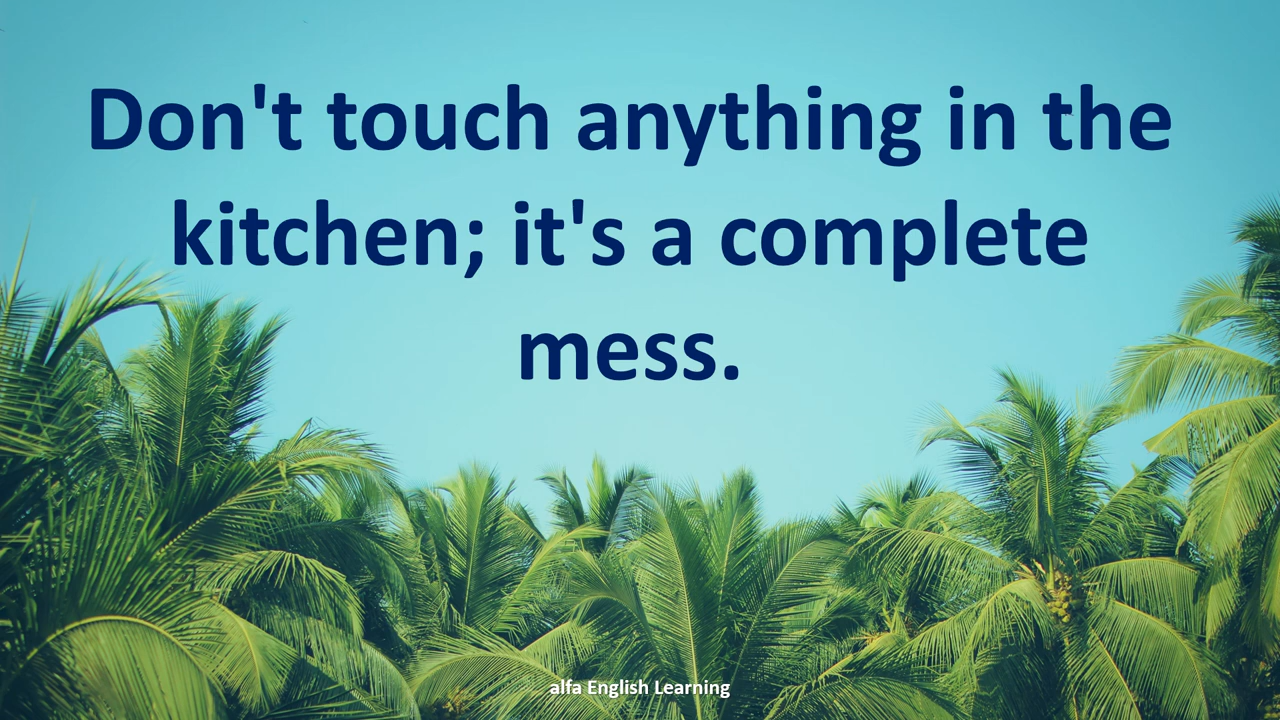 Don't touch anything in the
kitchen; it's a complete
mess.
alfa English Learning